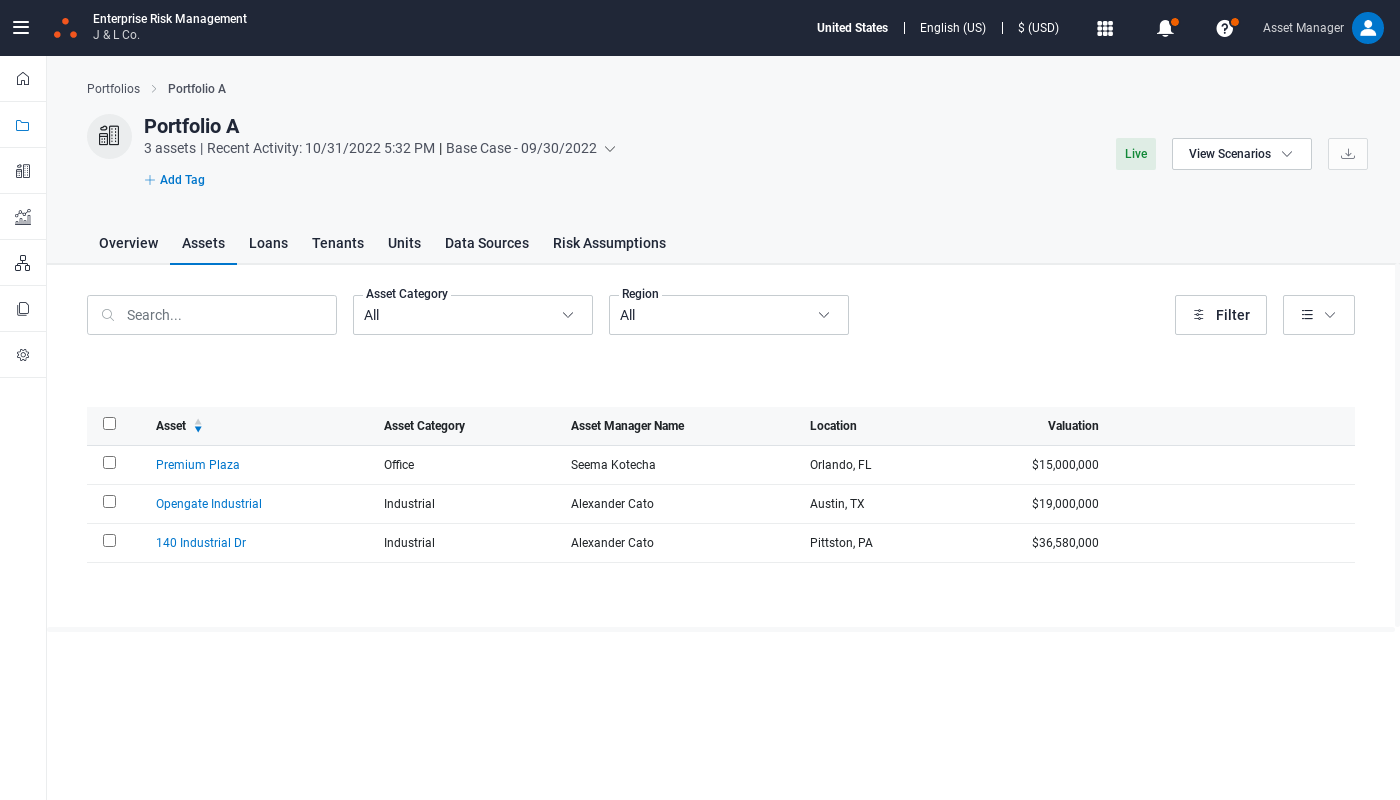 Enterprise Risk Management
J & L Co.
United States | English (US) | $ (USD)
Asset Manager
Portfolios > Portfolio A
Portfolio A
3 assets | Recent Activity: 10/31/2022 5:32 PM | Base Case - 09/30/2022
Add Tag
Live
View Scenarios
Overview Assets Loans Tenants Units Data Sources Risk Assumptions
Search...
Asset Category
All
Region
All
Filter
Asset Asset Category Asset Manager Name Location Valuation
Premium Plaza Office Seema Kotecha Orlando, FL $15,000,000
Opengate Industrial Industrial Alexander Cato Austin, TX $19,000,000
140 Industrial Dr Industrial Alexander Cato Pittston, PA $36,580,000